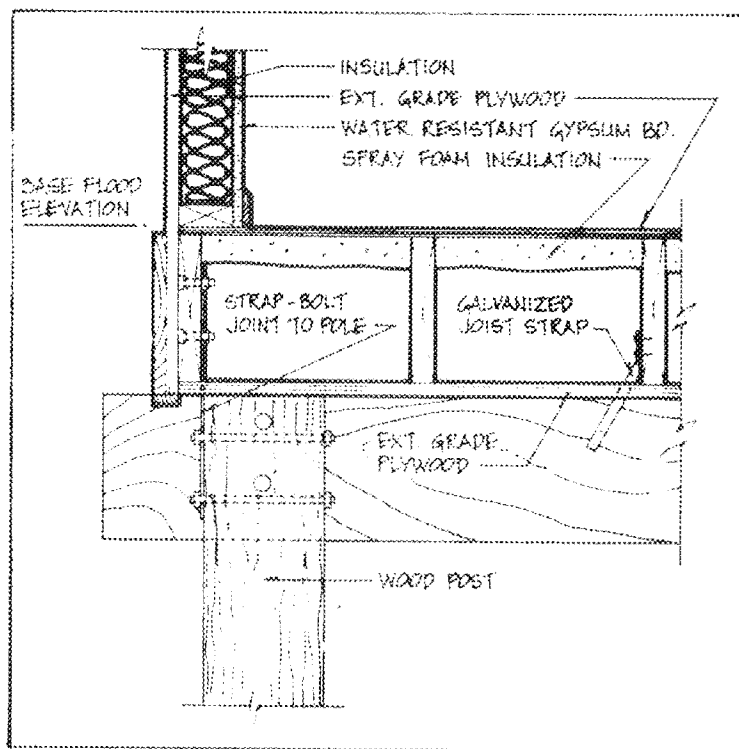 INSULATION
EXT. GRADE PLYWOOD
WATER RESISTANT GYPSUM BD.
SPRAY FOAM INSULATION
BASE FLOOD
ELEVATION
STRAP-BOLT
JOINT TO POLE
GALVANIZED
JOIST STRAP
EXT. GRADE
PLYWOOD
WOOD POST